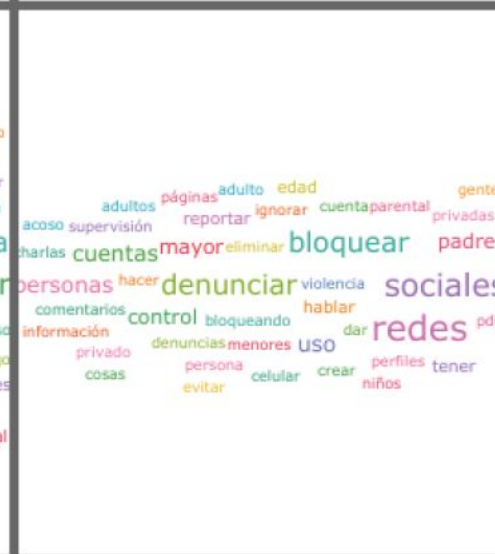 adulto edad
adultos páginas gente
reportar ignorar cuenta parental privadas
acoso supervisión
charlas cuentas mayor eliminar bloquear padre
personas hacer denunciar violencia sociales
comentarios control bloqueando hablar
información dar redes
privado denuncias menores uso
cosas persona celular crear perfiles tener
evitar niños